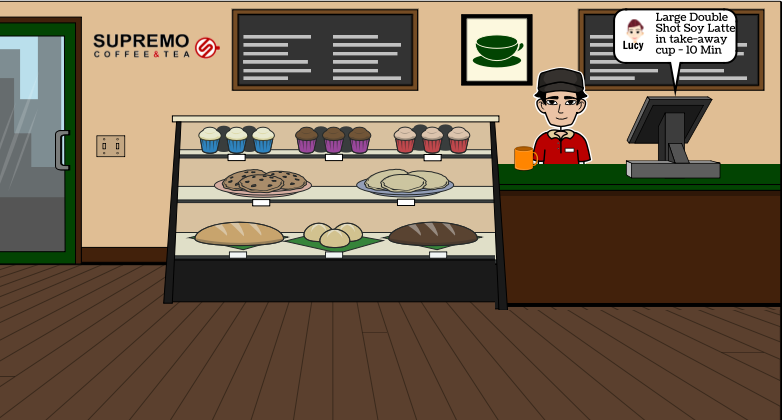 SUPREMO
COFFEE & TEA
Large Double
Shot Soy Latte
in take-away
cup - 10 Min
Lucy